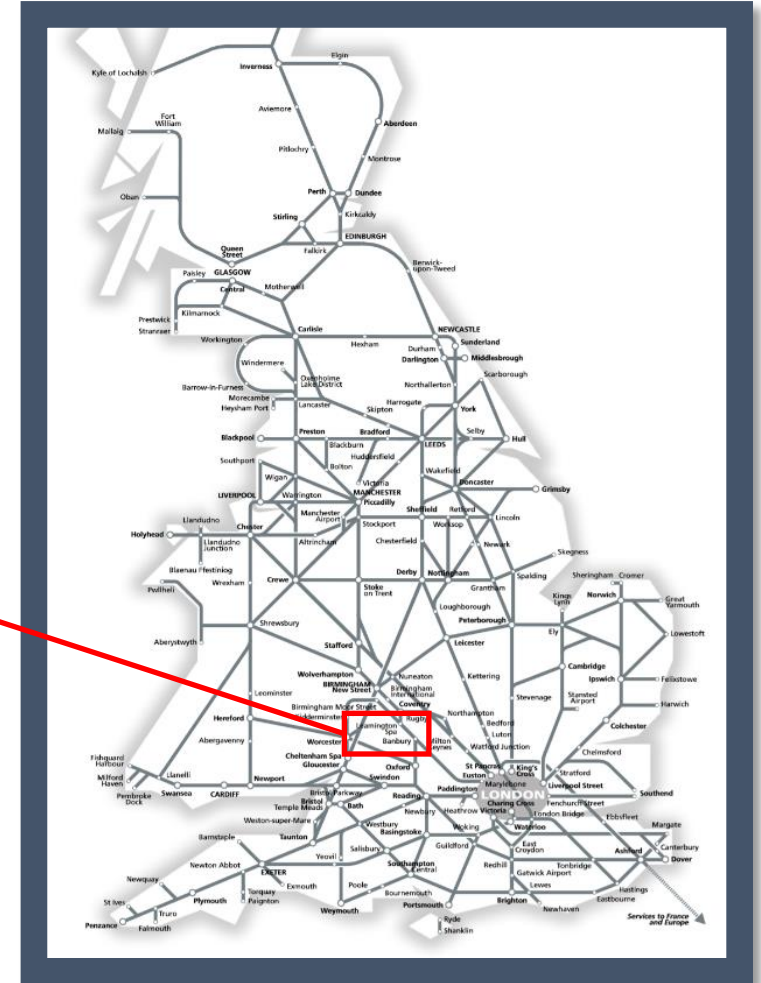 Elgin
Kyle of Lochalsh
Inverness
Aviemore
Aberdeen
Fort
William
Mallaig
Pitlochry
Montrose
Perth
Dundee
Oban
Kirkcaldy
Stirling
EDINBURGH
Queen
Street
Falkirk
Berwick-
upon-Tweed
Paisley
GLASGOW
Central
Motherwell
Prestwick
Kilmarnock
Stranraer
Carlisle
NEWCASTLE
Workington
Hexham
Durham
Sunderland
Darlington
Middlesbrough
Windermere
Oxenholme
Lake District
Scarborough
Barrow-in-Furness
Northallerton
Morecambe
Heysham Port
Lancaster
Harrogate
York
Skipton
Blackpool
Preston
Bradford
Selby
Hull
Blackburn
LEEDS
Southport
Huddersfield
Bolton
Wakefield
Wigan
Victoria
Doncaster
LIVERPOOL
Warrington
MANCHESTER
Piccadilly
Grimsby
Manchester
Airport
Sheffield
Retford
Llandudno
Stockport
Worksop
Lincoln
Holyhead
Chester
Altrincham
Llandudno
Junction
Chesterfield
Newark
Skegness
Blaenau Ffestiniog
Derby
Nottingham
Sheringham
Cromer
Pwllheli
Wrexham
Crewe
Stoke
on Trent
Grantham
Spalding
Kings
Lynn
Norwich
Great
Yarmouth
Loughborough
Peterborough
Shrewsbury
Ely
Lowestoft
Aberystwyth
Stafford
Leicester
Wolverhampton
Cambridge
Nuneaton
Kettering
BIRMINGHAM
New Street
Birmingham
International
Ipswich
Felixstowe
Leominster
Stevenage
Stansted
Airport
Birmingham Moor Street
Coventry
Harwich
Kidderminster
Rugby
Northampton
Hereford
Leamington
Spa
Bedford
Colchester
Worcester
Banbury
Milton
Keynes
Luton
Abergavenny
Watford Junction
Chelmsford
Cheltenham Spa
Gloucester
Oxford
St Pancras
King's
Cross
Fishguard
Harbour
Euston
Stratford
Llanelli
Newport
Swindon
Marylebone
Liverpool Street
Milford
Haven
Swansea
CARDIFF
Bristol Parkway
Reading
Paddington
LONDON
Southend
Pembroke
Dock
Bristol
Temple Meads
Bath
Newbury
Heathrow
Victoria
Charing Cross
Fenchurch Street
London Bridge
Ebbsfleet
Weston-super-Mare
Westbury
Basingstoke
Woking
Waterloo
Margate
Barnstaple
Taunton
Salisbury
Guildford
East
Croydon
Canterbury
Yeovil
Ashford
Dover
Newton Abbot
EXETER
Southampton
Central
Redhill
Tonbridge
Gatwick Airport
Newquay
Exmouth
Poole
Bournemouth
Lewes
Hastings
St Ives
Plymouth
Torquay
Paignton
Weymouth
Portsmouth
Brighton
Newhaven
Eastbourne
Truro
Penzance
Falmouth
Ryde
Shanklin
Services to France
and Europe